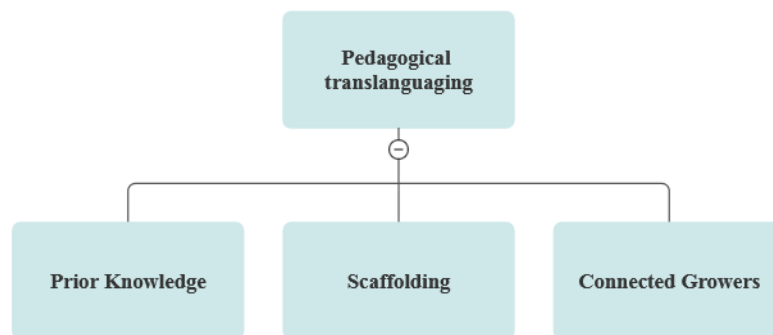 Pedagogical
translanguaging
Prior Knowledge
Scaffolding
Connected Growers